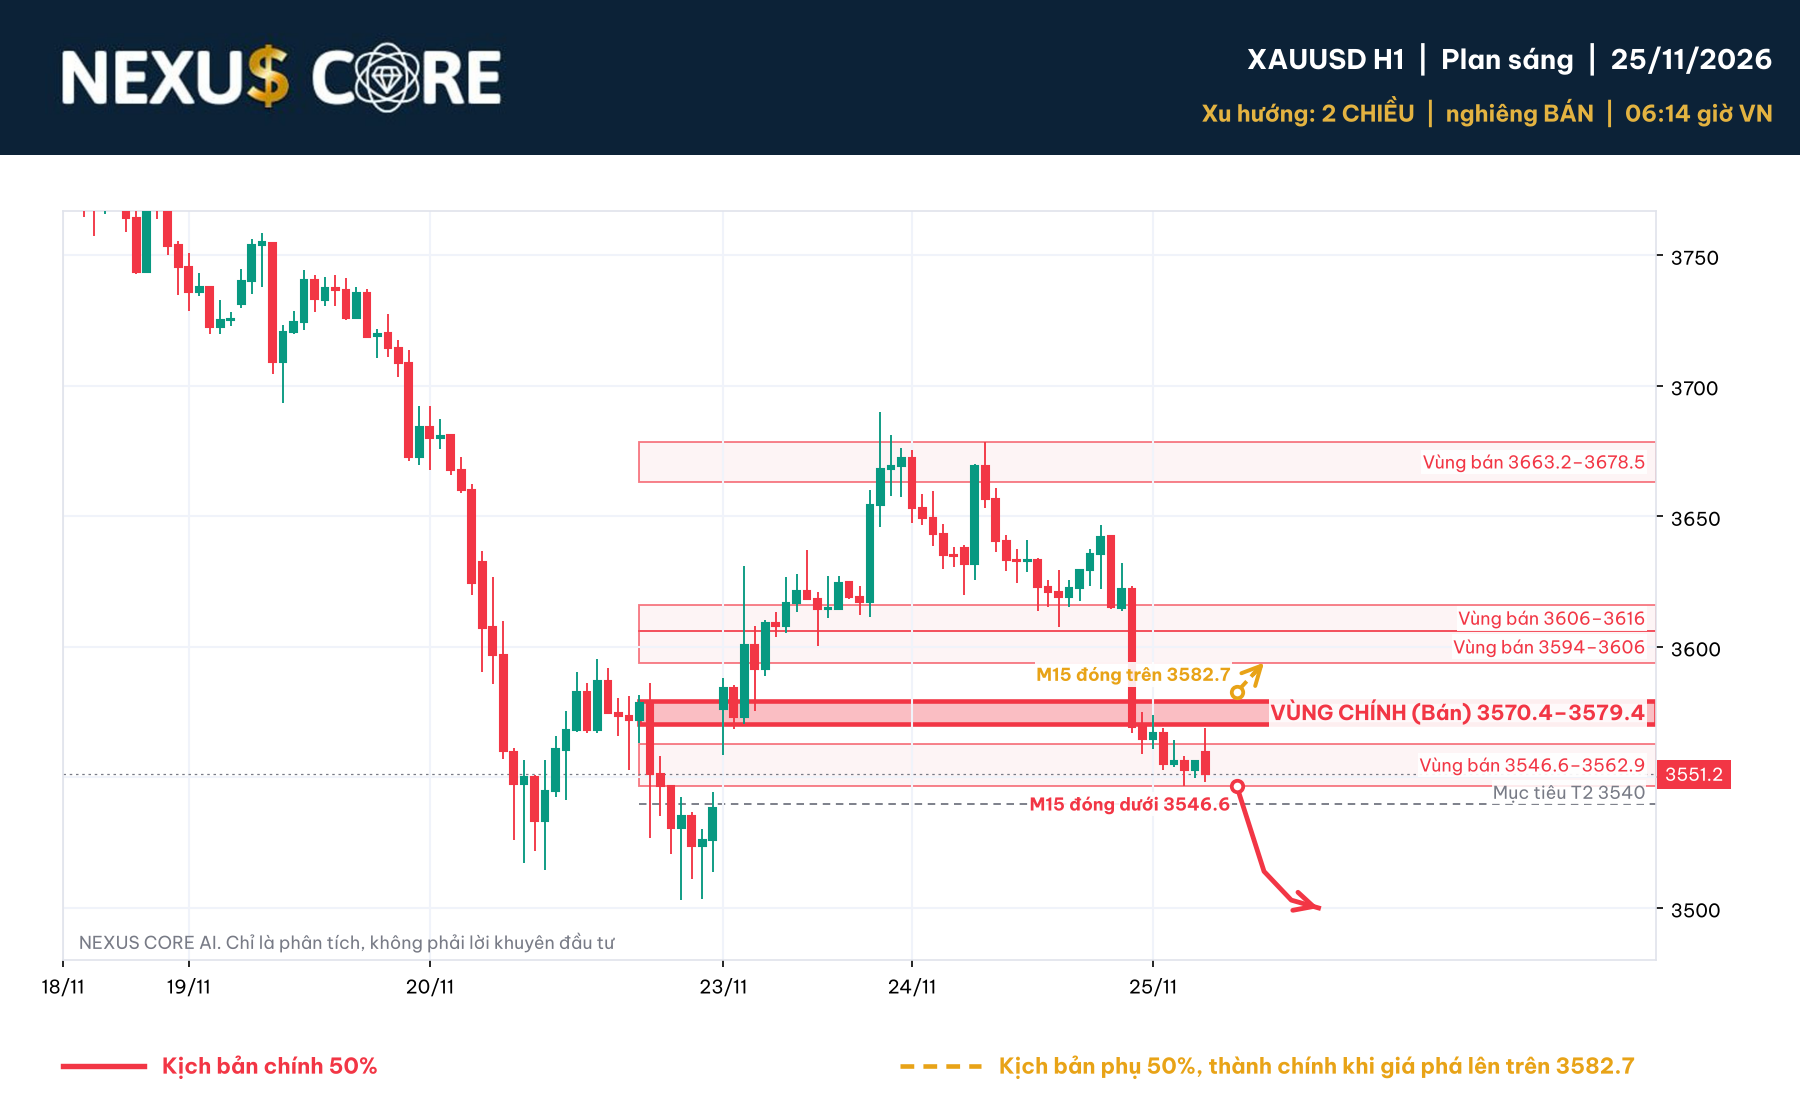 NEXU$ CORE
XAUUSD H1 | Plan sáng | 25/11/2026
Xu hướng: 2 CHIỀU | nghiêng BÁN | 06:14 giờ VN
3750
3700
Vùng bán 3663.2–3678.5
3650
Vùng bán 3606–3616
Vùng bán 3594–3606
3600
M15 đóng trên 3582.7
VÙNG CHÍNH (Bán) 3570.4–3579.4
Vùng bán 3546.6–3562.9
3551.2
Mục tiêu T2 3540
M15 đóng dưới 3546.6
3500
NEXUS CORE AI. Chỉ là phân tích, không phải lời khuyên đầu tư
18/11 19/11 20/11 23/11 24/11 25/11
Kịch bản chính 50%
Kịch bản phụ 50%, thành chính khi giá phá lên trên 3582.7